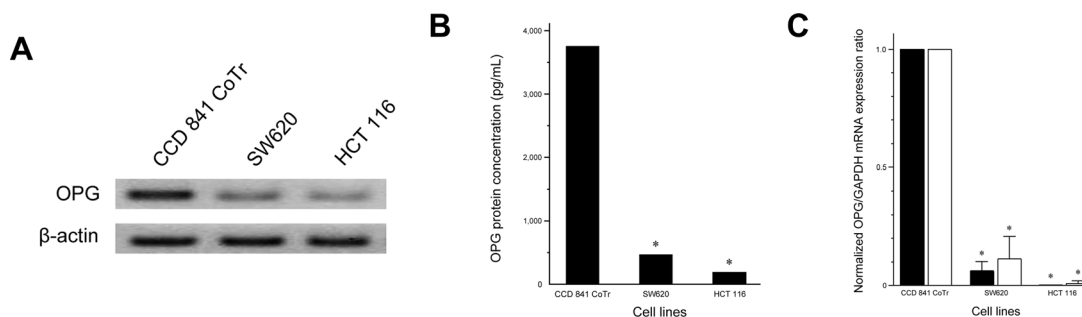 A
CCD 841 CoTr
SW620
HCT 116
OPG
β-actin
B
OPG protein concentration (pg/mL)
4,000
3,000
2,000
1,000
0
*
*
CCD 841 CoTr
SW620
HCT 116
Cell lines
C
Normalized OPG/GAPDH mRNA expression ratio
1.0
0.5
0
*
*
*
*
CCD 841 CoTr
SW620
HCT 116
Cell lines